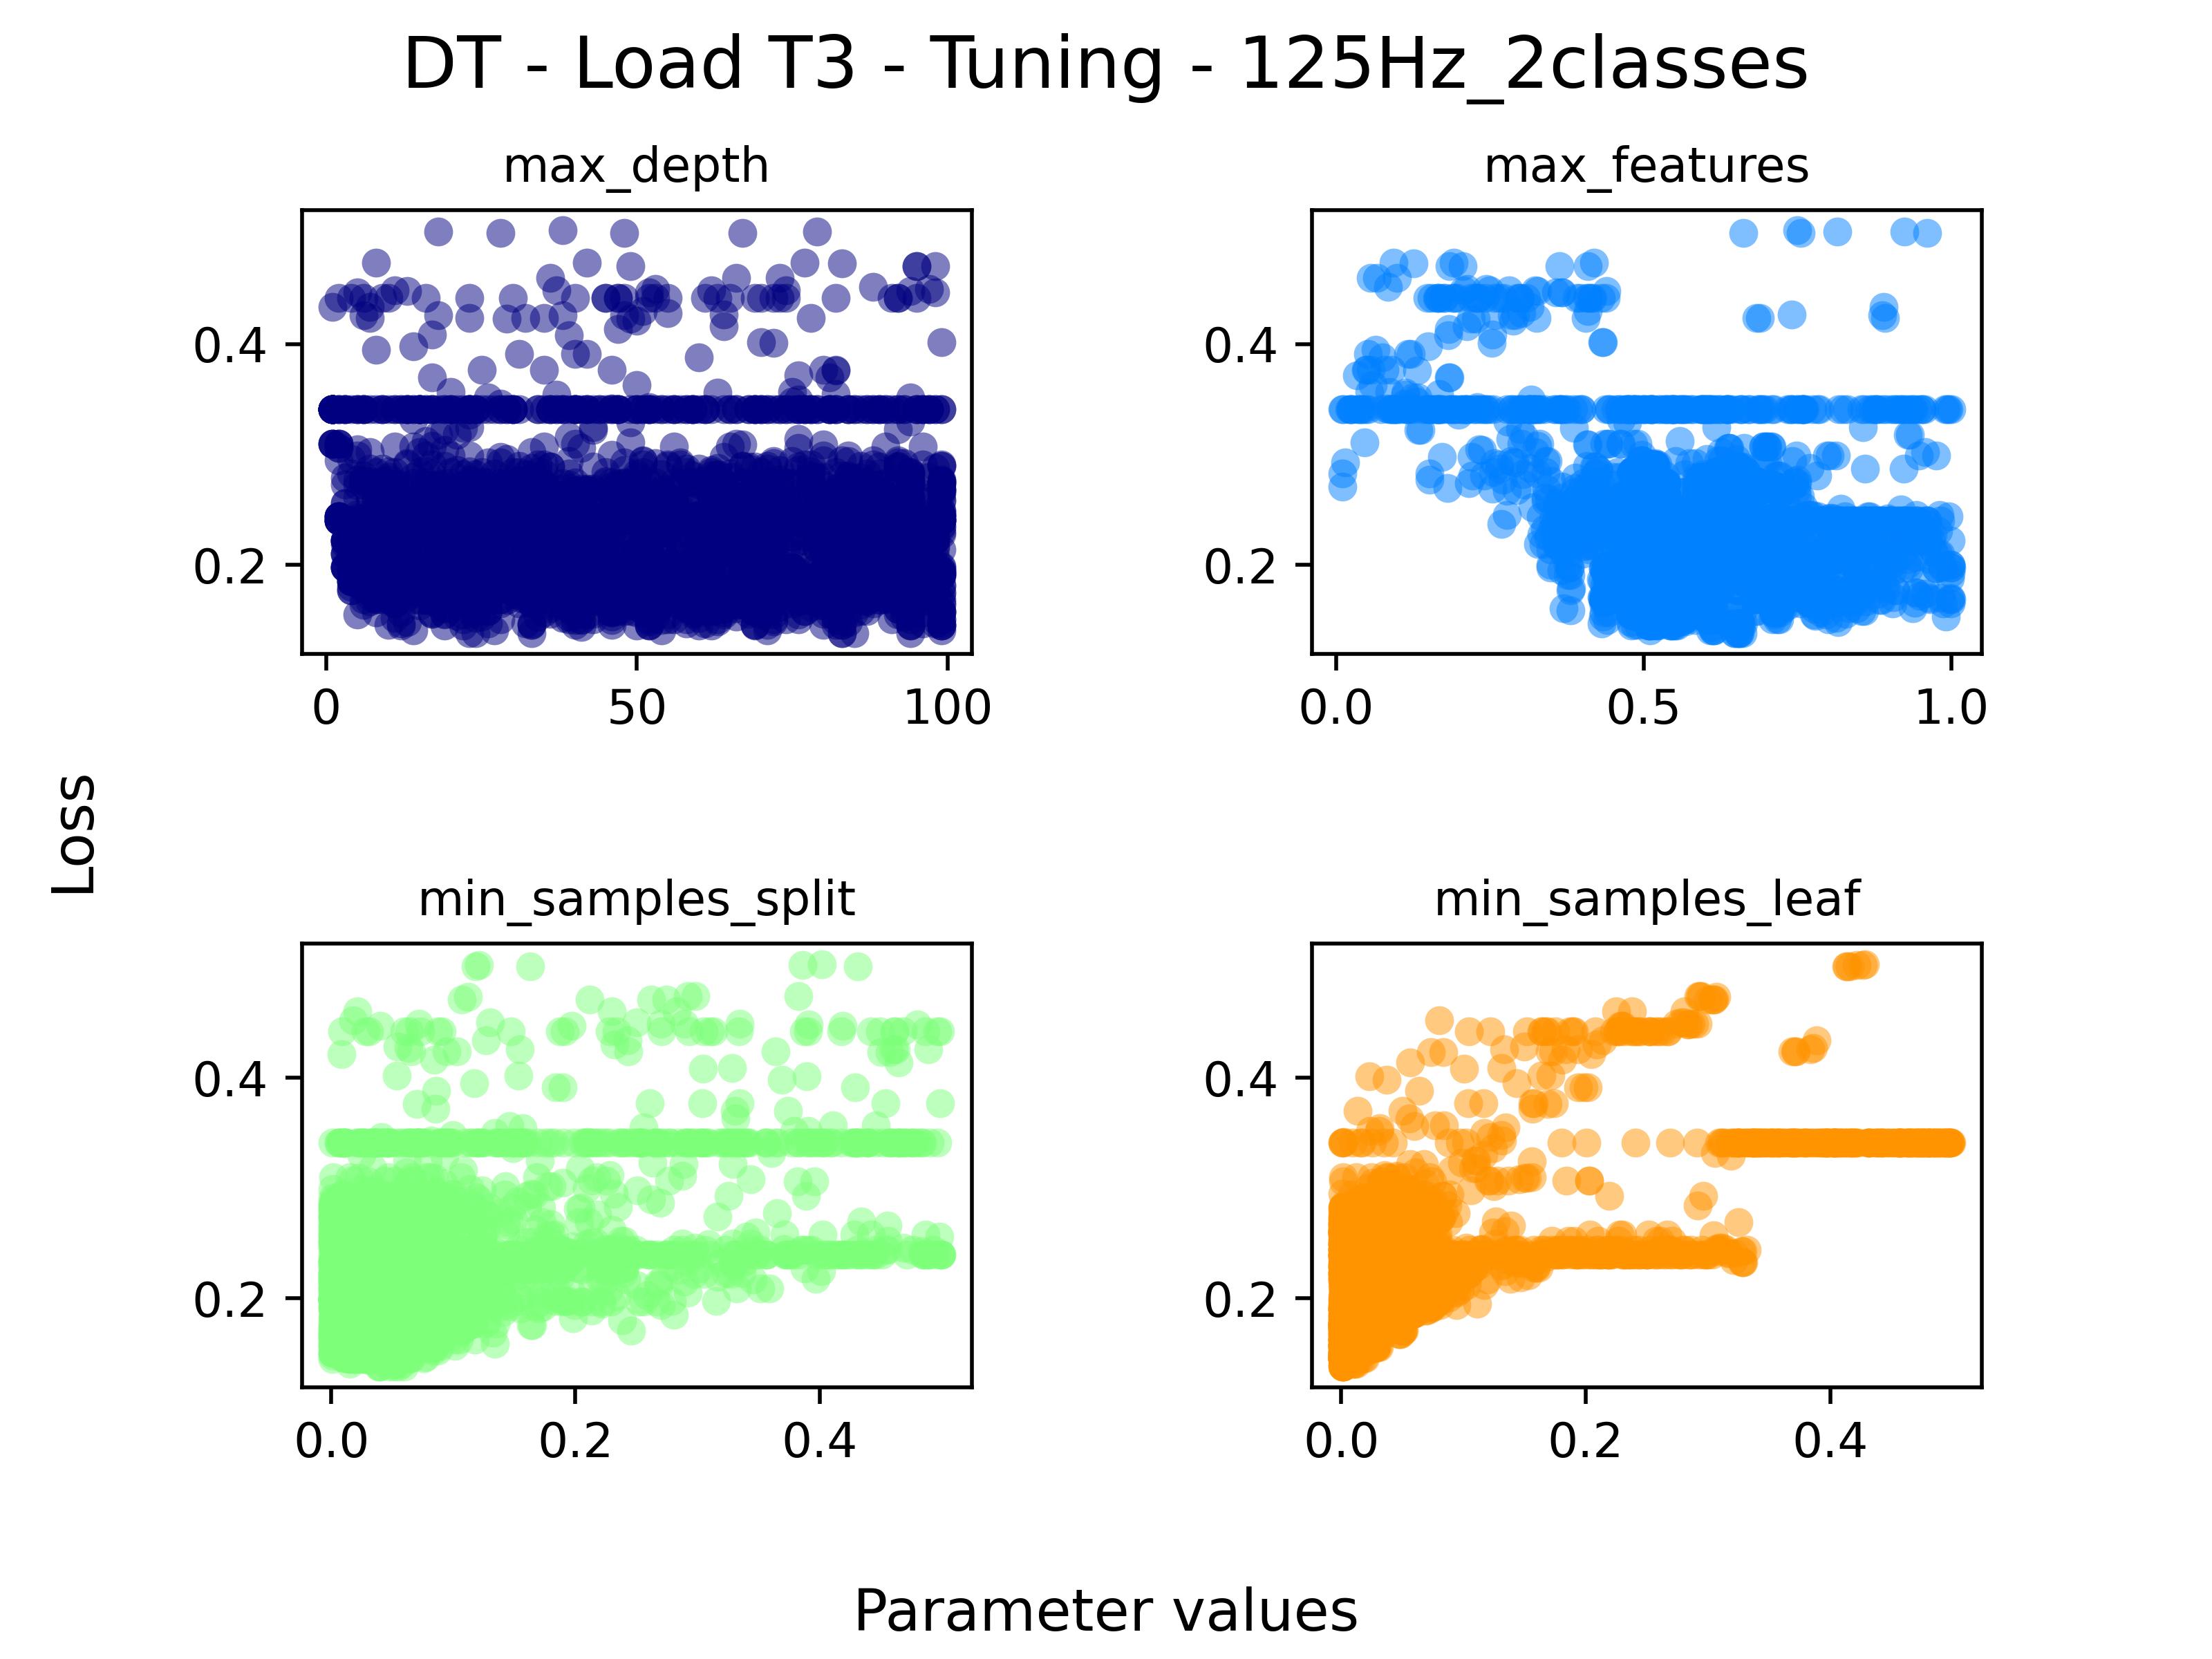 DT - Load T3 - Tuning - 125Hz_2classes
max_depth
0.4
0.2
0 50 100
max_features
0.4
0.2
0.0 0.5 1.0
Loss
min_samples_split
0.4
0.2
0.0 0.2 0.4
min_samples_leaf
0.4
0.2
0.0 0.2 0.4
Parameter values